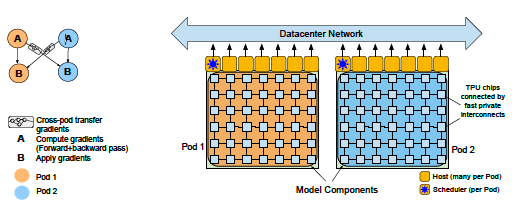 Datacenter Network
A
A
B
B
Cross-pod transfer
gradients
A Compute gradients
(Forward+backward pass)
B Apply gradients
Pod 1
Pod 2
Pod 1
Pod 2
TPU chips
connected by
fast private
interconnects
Model Components
Host (many per Pod)
Scheduler (per Pod)